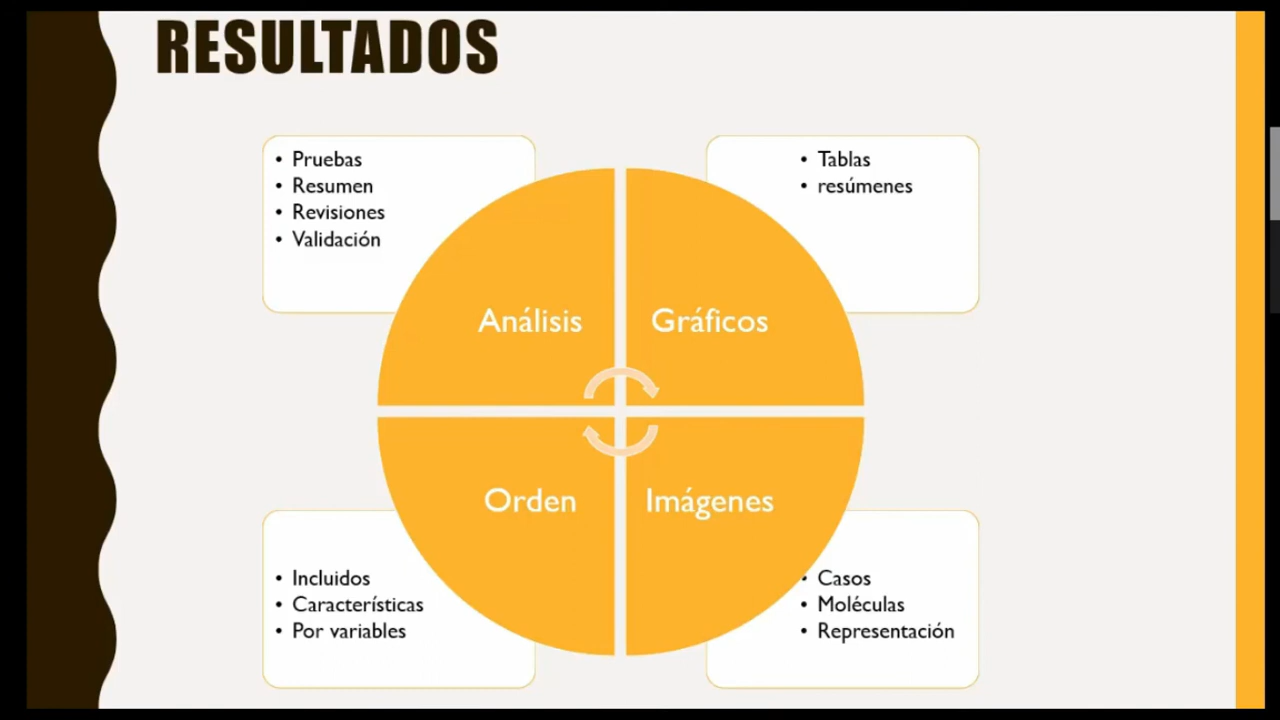 RESULTADOS
• Pruebas
• Resumen
• Revisiones
• Validación
• Tablas
• resúmenes
Análisis
Gráficos
Orden
Imágenes
• Incluidos
• Características
• Por variables
• Casos
• Moléculas
• Representación